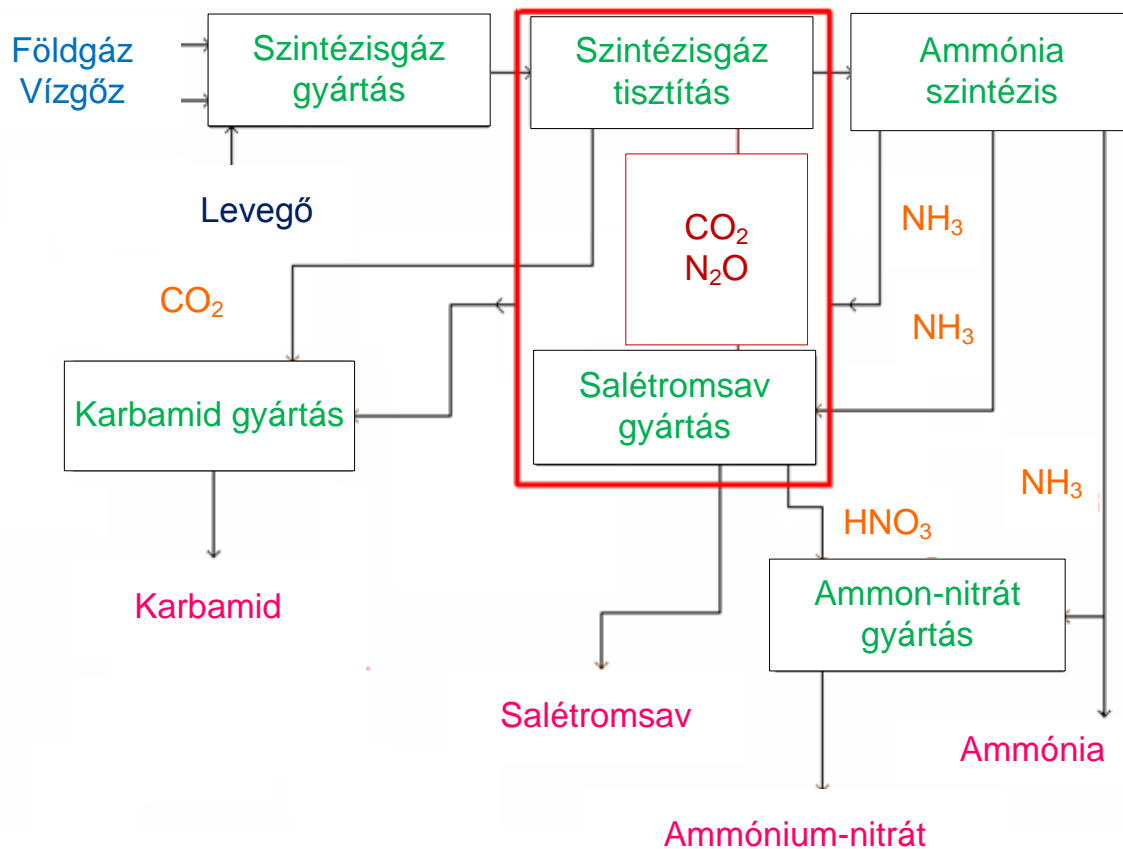 Földgáz
Vízgőz
Szintézisgáz
gyártás
Szintézisgáz
tisztítás
Ammónia
szintézis
Levegő
CO₂
N₂O
NH₃
CO₂
NH₃
Karbamid gyártás
Salétromsav
gyártás
NH₃
HNO₃
Karbamid
Ammon-nitrát
gyártás
Salétromsav
Ammónia
Ammónium-nitrát